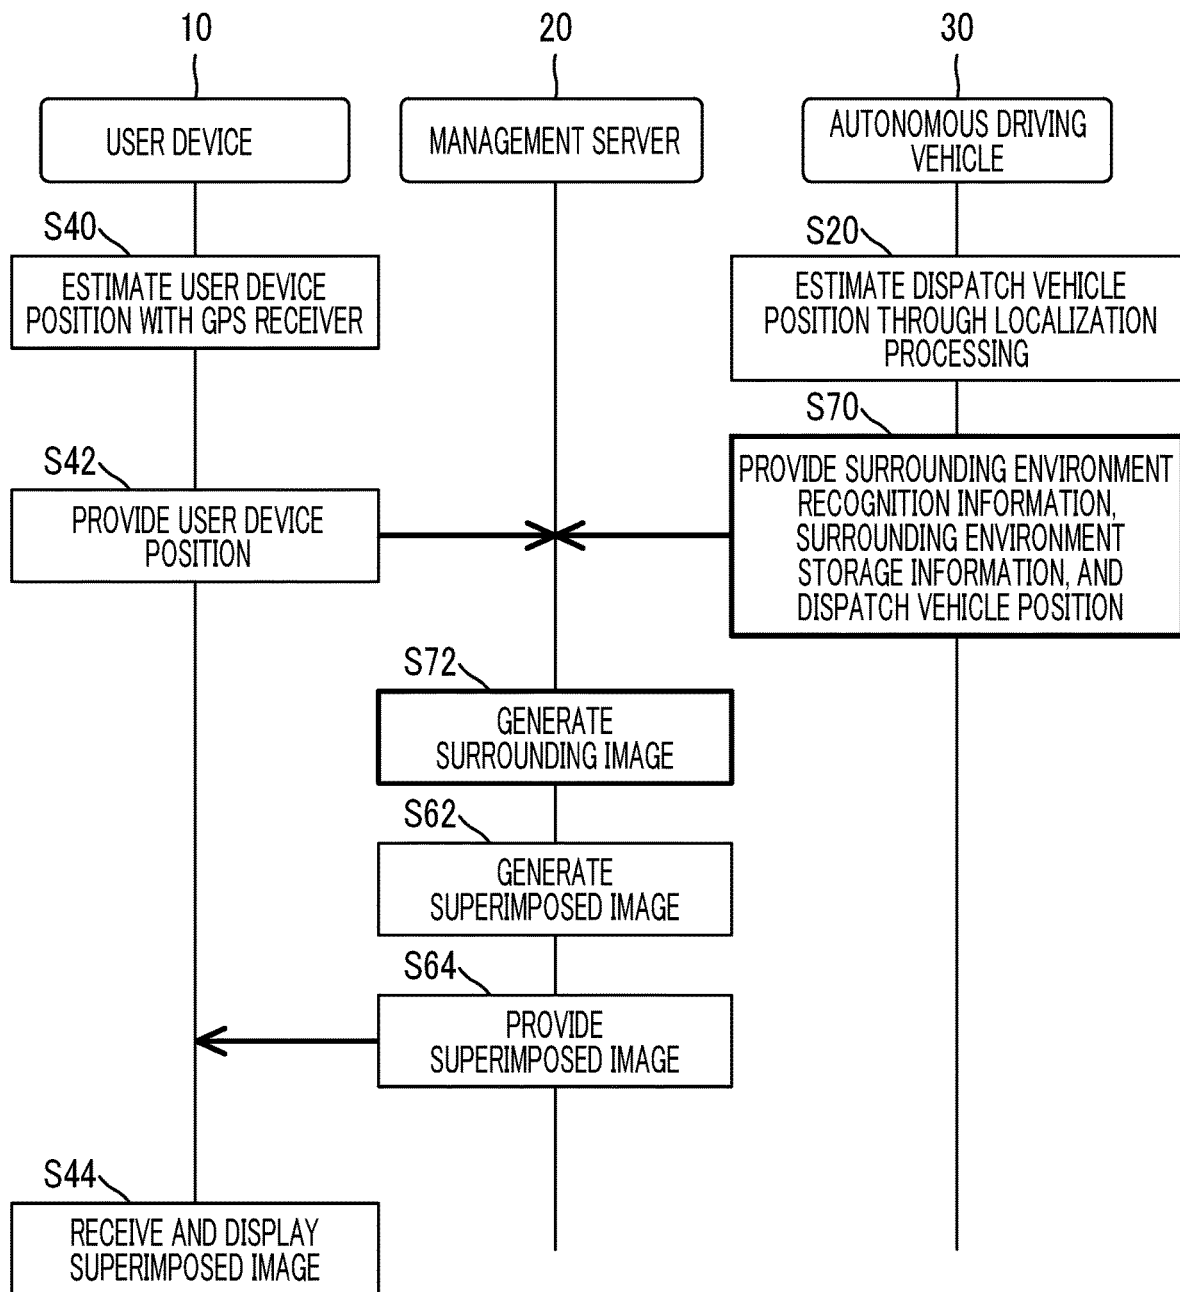 10
20
30
USER DEVICE
MANAGEMENT SERVER
AUTONOMOUS DRIVING
VEHICLE
S40
ESTIMATE USER DEVICE
POSITION WITH GPS RECEIVER
S20
ESTIMATE DISPATCH VEHICLE
POSITION THROUGH LOCALIZATION
PROCESSING
S42
PROVIDE USER DEVICE
POSITION
S70
PROVIDE SURROUNDING ENVIRONMENT
RECOGNITION INFORMATION,
SURROUNDING ENVIRONMENT
STORAGE INFORMATION, AND
DISPATCH VEHICLE POSITION
S72
GENERATE
SURROUNDING IMAGE
S62
GENERATE
SUPERIMPOSED IMAGE
S64
PROVIDE
SUPERIMPOSED IMAGE
S44
RECEIVE AND DISPLAY
SUPERIMPOSED IMAGE